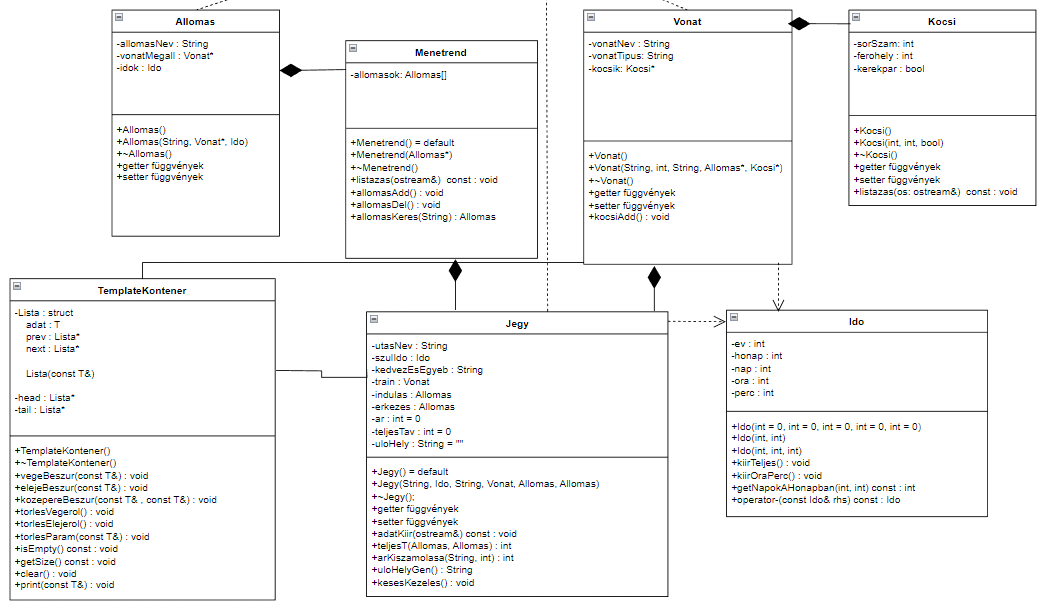 Allomas
-allomasNev : String
-vonatMegall : Vonat*
-idok : Ido
+Allomas()
+Allomas(String, Vonat*, Ido)
+~Allomas()
+getter függvények
+setter függvények
Menetrend
-allomasok: Allomas[]
+Menetrend() = default
+Menetrend(Allomas*)
+~Menetrend()
+listazas(ostream&) const : void
+allomasAdd() : void
+allomasDel() : void
+allomasKeres(String) : Allomas
Vonat
-vonatNev : String
-vonatTipus: String
-kocsik: Kocsi*
+Vonat()
+Vonat(String, int, String, Allomas*, Kocsi*)
+~Vonat()
+getter függvények
+setter függvények
+kocsiAdd() : void
Kocsi
-sorSzam: int
-ferohely : int
-kerekpar : bool
+Kocsi()
+Kocsi(int, int, bool)
+~Kocsi()
+getter függvények
+setter függvények
+listazas(os: ostream&) const : void
TemplateKontener
-Lista : struct
adat : T
prev : Lista*
next : Lista*
Lista(const T&)
-head : Lista*
-tail : Lista*
+TemplateKontener()
+~TemplateKontener()
+vegeBeszur(const T&) : void
+elejeBeszur(const T&) : void
+kozepereBeszur(const T& , const T&) : void
+torlesVegerol() : void
+torlesElejerol() : void
+torlesParam(const T&) : void
+isEmpty() const : void
+getSize() const : void
+clear() : void
+print(const T&) : void
Jegy
-utasNev : String
-szulIdo : Ido
-kedvezEsEgyeb : String
-train : Vonat
-indulas : Allomas
-erkezes : Allomas
-ar : int = 0
-teljesTav : int = 0
-uloHely : String = ""
+Jegy() = default
+Jegy(String, Ido, String, Vonat, Allomas, Allomas)
+~Jegy();
+getter függvények
+setter függvények
+adatKiir(ostream&) const : void
+teljesT(Allomas, Allomas) : int
+arKiszamolasa(String, int) : int
+uloHelyGen() : String
+kesesKezeles() : void
Ido
-ev : int
-honap : int
-nap : int
-ora : int
-perc : int
+Ido(int = 0, int = 0, int = 0, int = 0, int = 0)
+Ido(int, int)
+Ido(int, int, int)
+kiirTeljes() : void
+kiirOraPerc() : void
+getNapokAHonapban(int, int) const : int
+operator-(const Ido& rhs) const : Ido